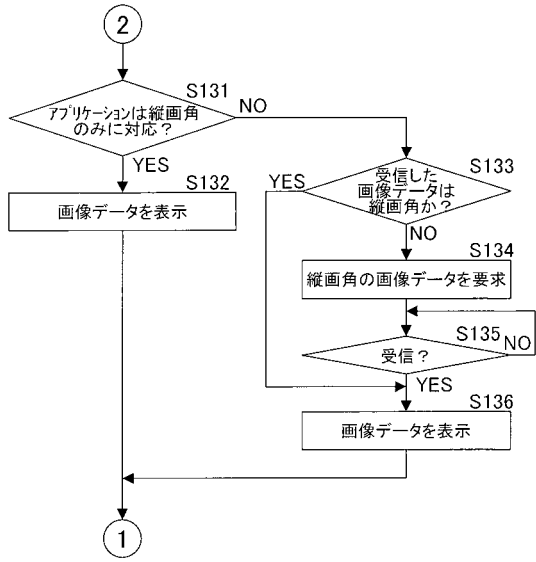 2
S131
アプリケーションは縦画角
のみに対応?
NO
YES
S132
画像データを表示
S133
受信した
画像データは
縦画角か?
YES
NO
S134
縦画角の画像データを要求
S135
受信?
NO
YES
S136
画像データを表示
1